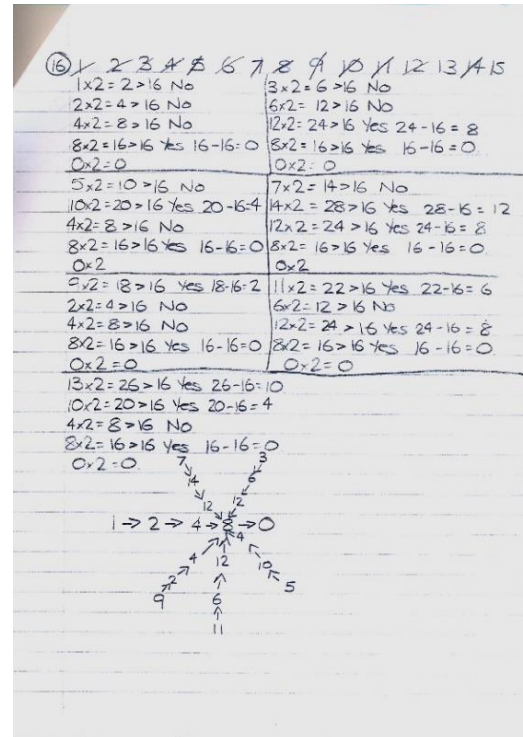 16 1 2 3 4 5 6 7 8 9 10 11 12 13 14 15
1x2=2>16 No
2x2=4>16 No
4x2=8>16 No
8x2=16>16 Yes 16-16=0
0x2=0
3x2=6>16 No
6x2=12>16 No
12x2=24>16 Yes 24-16=8
8x2=16>16 Yes 16-16=0
0x2=0
5x2=10>16 No
10x2=20>16 Yes 20-16=4
4x2=8>16 No
8x2=16>16 Yes 16-16=0
0x2
7x2=14>16 No
14x2=28>16 Yes 28-16=12
12x2=24>16 Yes 24-16=8
8x2=16>16 Yes 16-16=0
0x2
9x2=18>16 Yes 18-16=2
2x2=4>16 No
4x2=8>16 No
8x2=16>16 Yes 16-16=0
0x2=0
11x2=22>16 Yes 22-16=6
6x2=12>16 No
12x2=24>16 Yes 24-16=8
8x2=16>16 Yes 16-16=0
0x2=0
13x2=26>16 Yes 26-16=10
10x2=20>16 Yes 20-16=4
4x2=8>16 No
8x2=16>16 Yes 16-16=0
0x2=0
7 3
14 6
12 12
1→2→4→8→0
4
4 12 10
2 5
9 6
11